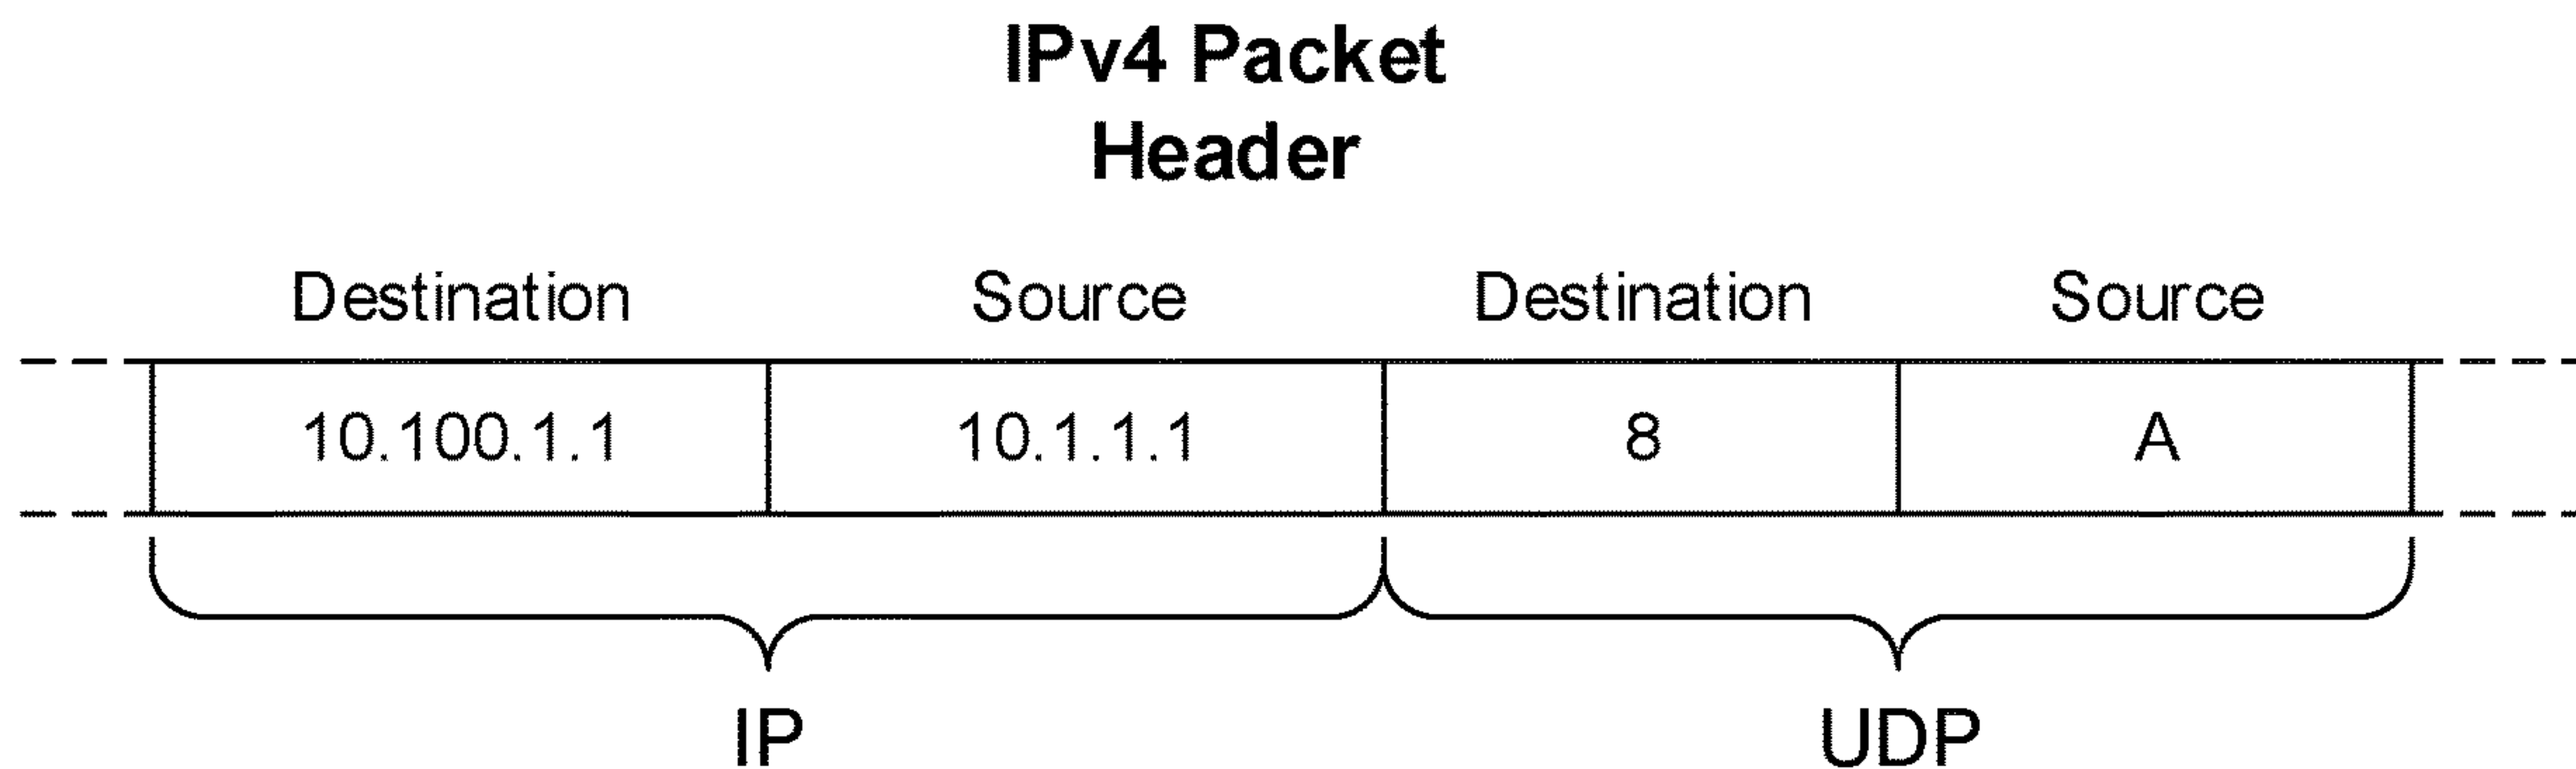 IPv4 Packet
Header
Destination Source Destination Source
10.100.1.1 10.1.1.1 8 A
IP UDP